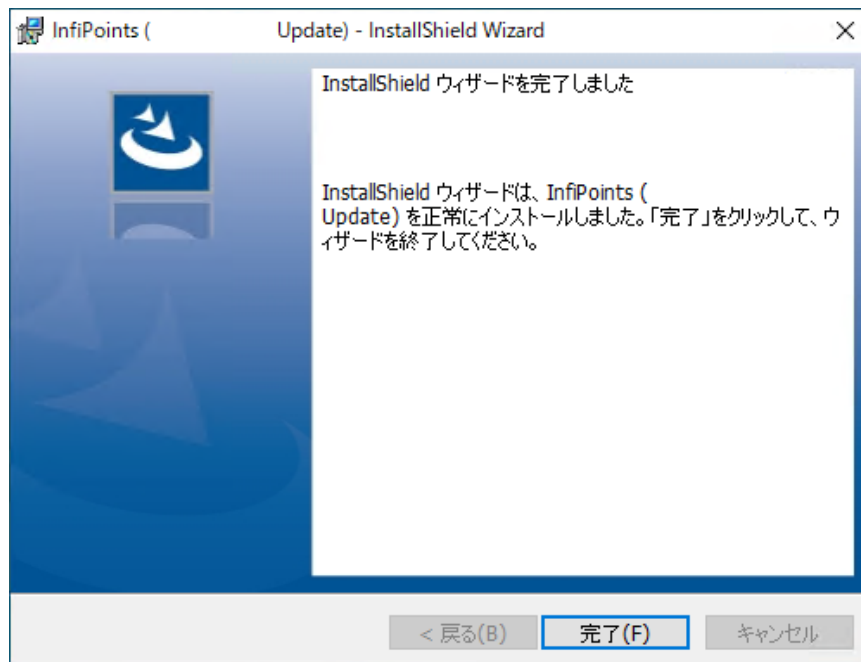 InfiPoints ( Update) - InstallShield Wizard
InstallShield ウィザードを完了しました
InstallShield ウィザードは、InfiPoints (
Update) を正常にインストールしました。「完了」をクリックして、ウ
ィザードを終了してください。
< 戻る(B)
完了(F)
キャンセル